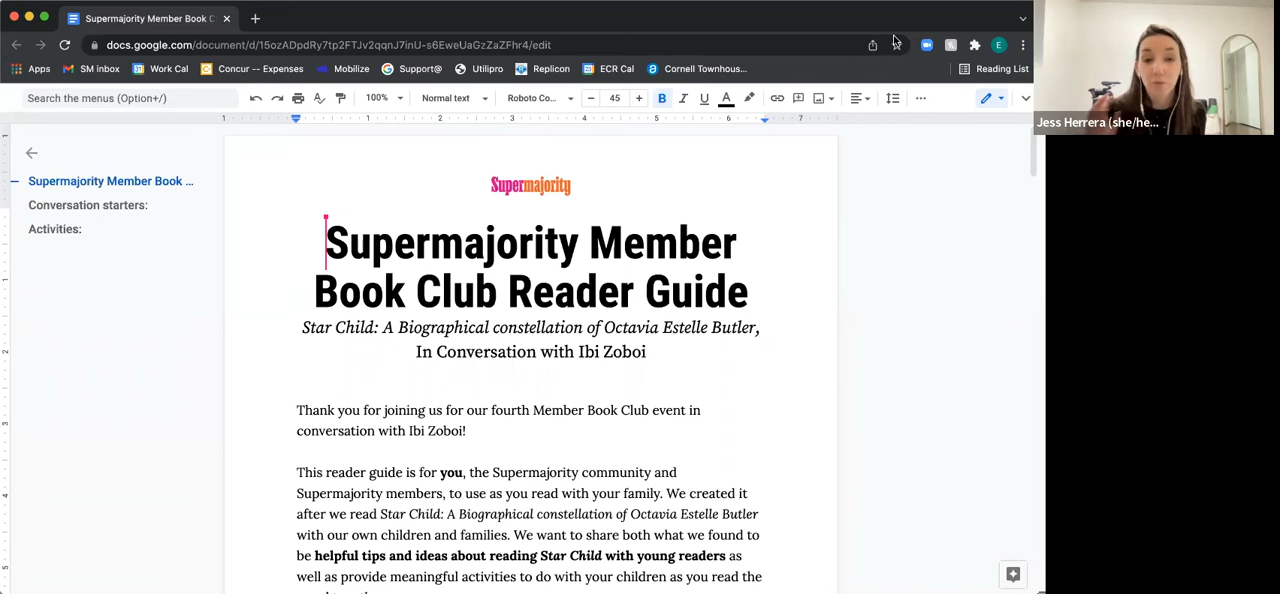 Supermajority Member Book C
docs.google.com/document/d/15ozADpdRy7tp2FTJv2qqnJ7inU-s6EweUaGzZaZFhr4/edit
E
Apps
SM inbox
Work Cal
Concur -- Expenses
Mobilize
Support@
Utilipro
Replicon
ECR Cal
Cornell Townhous...
Reading List
Jess Herrera (she/he...
Search the menus (Option+/)
100%
Normal text
Roboto Co...
45
B I U A
1 1 2 3 4 5 6 7
Supermajority Member Book ...
Conversation starters:
Activities:
Supermajority
Supermajority Member
Book Club Reader Guide
Star Child: A Biographical constellation of Octavia Estelle Butler,
In Conversation with Ibi Zoboi
Thank you for joining us for our fourth Member Book Club event in
conversation with Ibi Zoboi!
This reader guide is for you, the Supermajority community and
Supermajority members, to use as you read with your family. We created it
after we read Star Child: A Biographical constellation of Octavia Estelle Butler
with our own children and families. We want to share both what we found to
be helpful tips and ideas about reading Star Child with young readers as
well as provide meaningful activities to do with your children as you read the